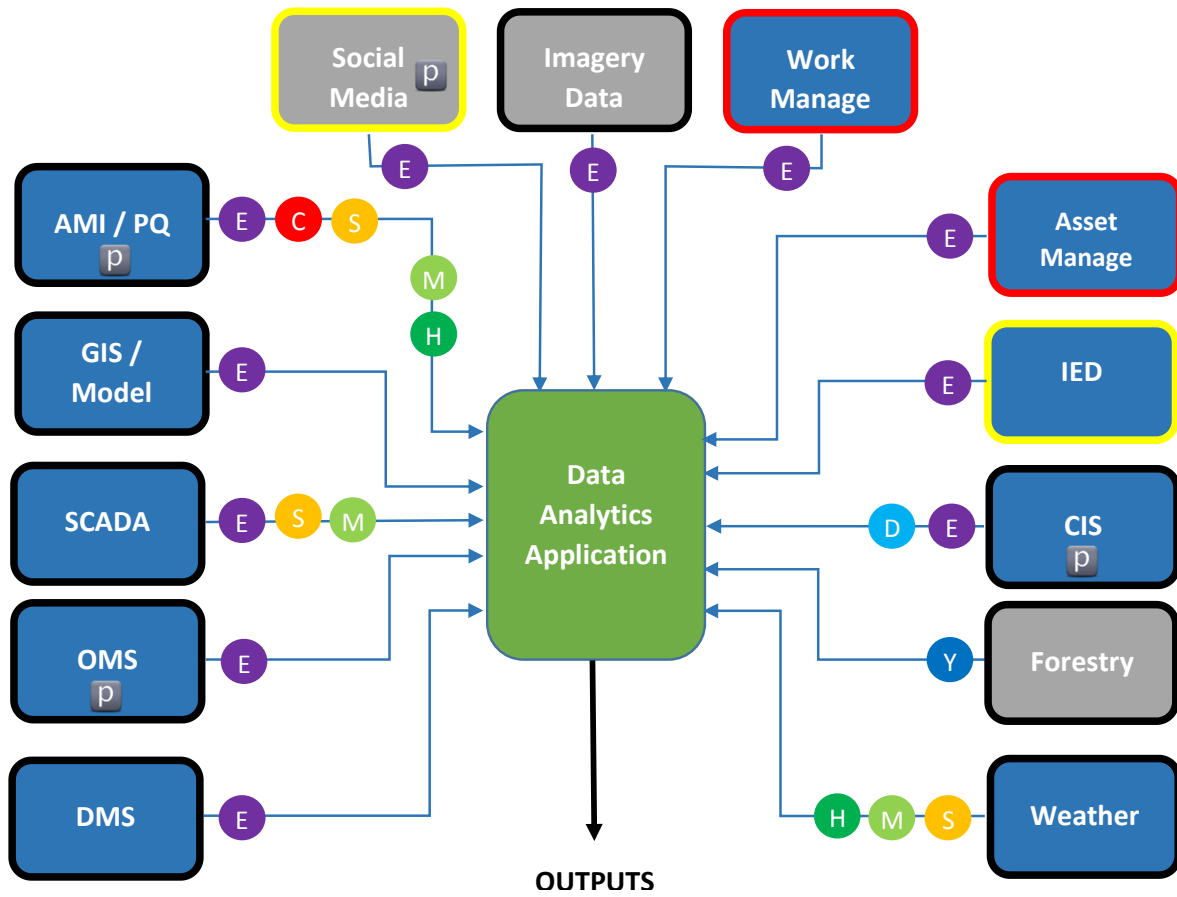 Social
Media p
Imagery
Data
Work
Manage
E
E
E
AMI / PQ
p
E C S
M
H
Asset
Manage
E
GIS /
Model
E
IED
E
Data
Analytics
Application
SCADA
E S M
CIS
p
D E
OMS
p
E
Forestry
Y
DMS
E
Weather
H M S
OUTPUTS